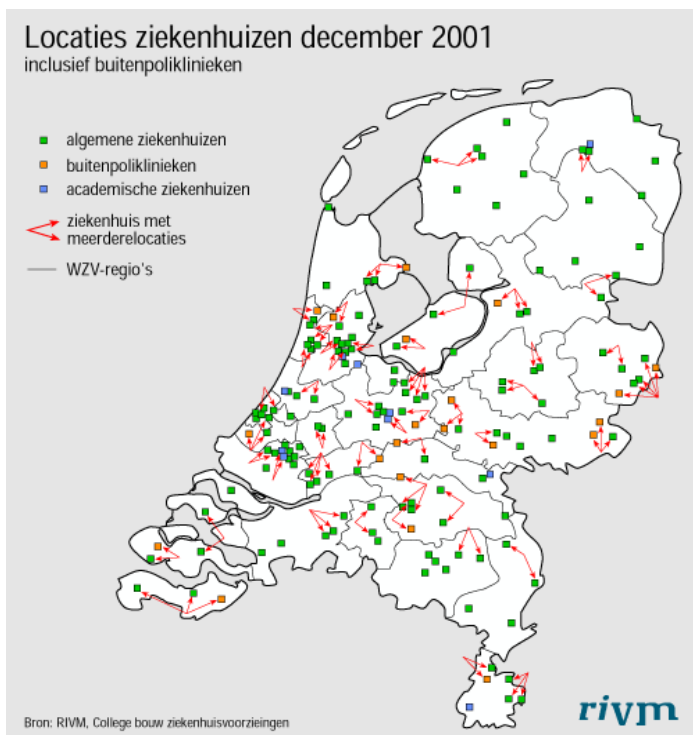 Locaties ziekenhuizen december 2001
inclusief buitenpoliklinieken
algemene ziekenhuizen
buitenpoliklinieken
academische ziekenhuizen
ziekenhuis met
meerderelocaties
WZV-regio's
Bron: RIVM, College bouw ziekenhuisvoorzieingen
rivm